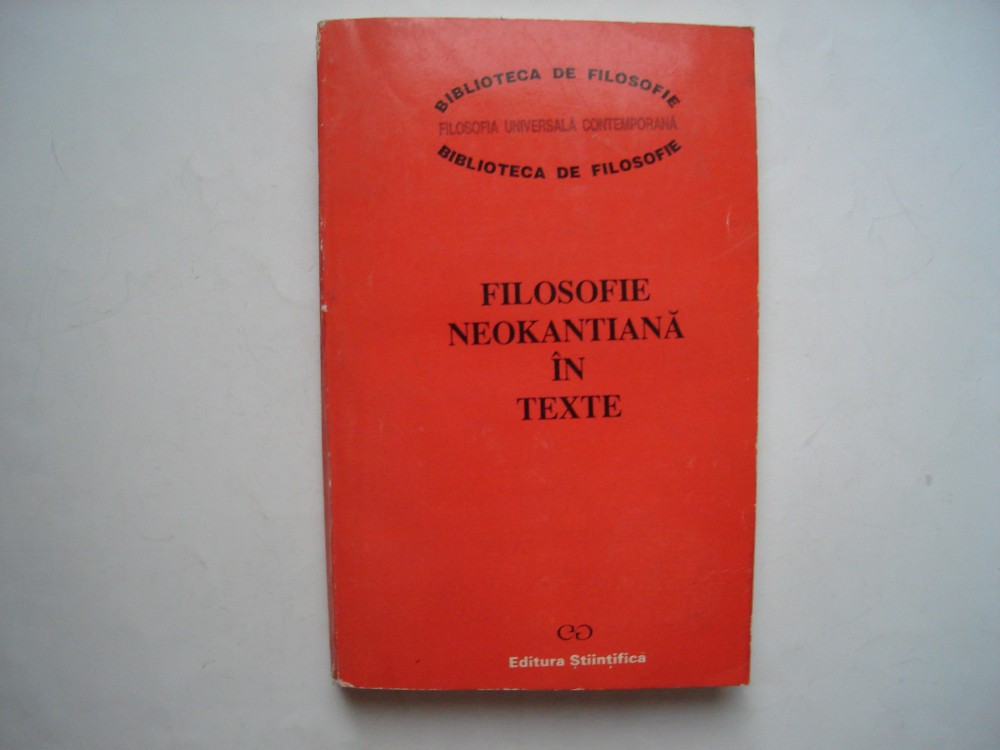 BIBLIOTECA DE FILOSOFIE
FILOSOFIA UNIVERSALĂ CONTEMPORANĂ
BIBLIOTECA DE FILOSOFIE
FILOSOFIE
NEOKANTIANĂ
ÎN
TEXTE
Editura Științifica